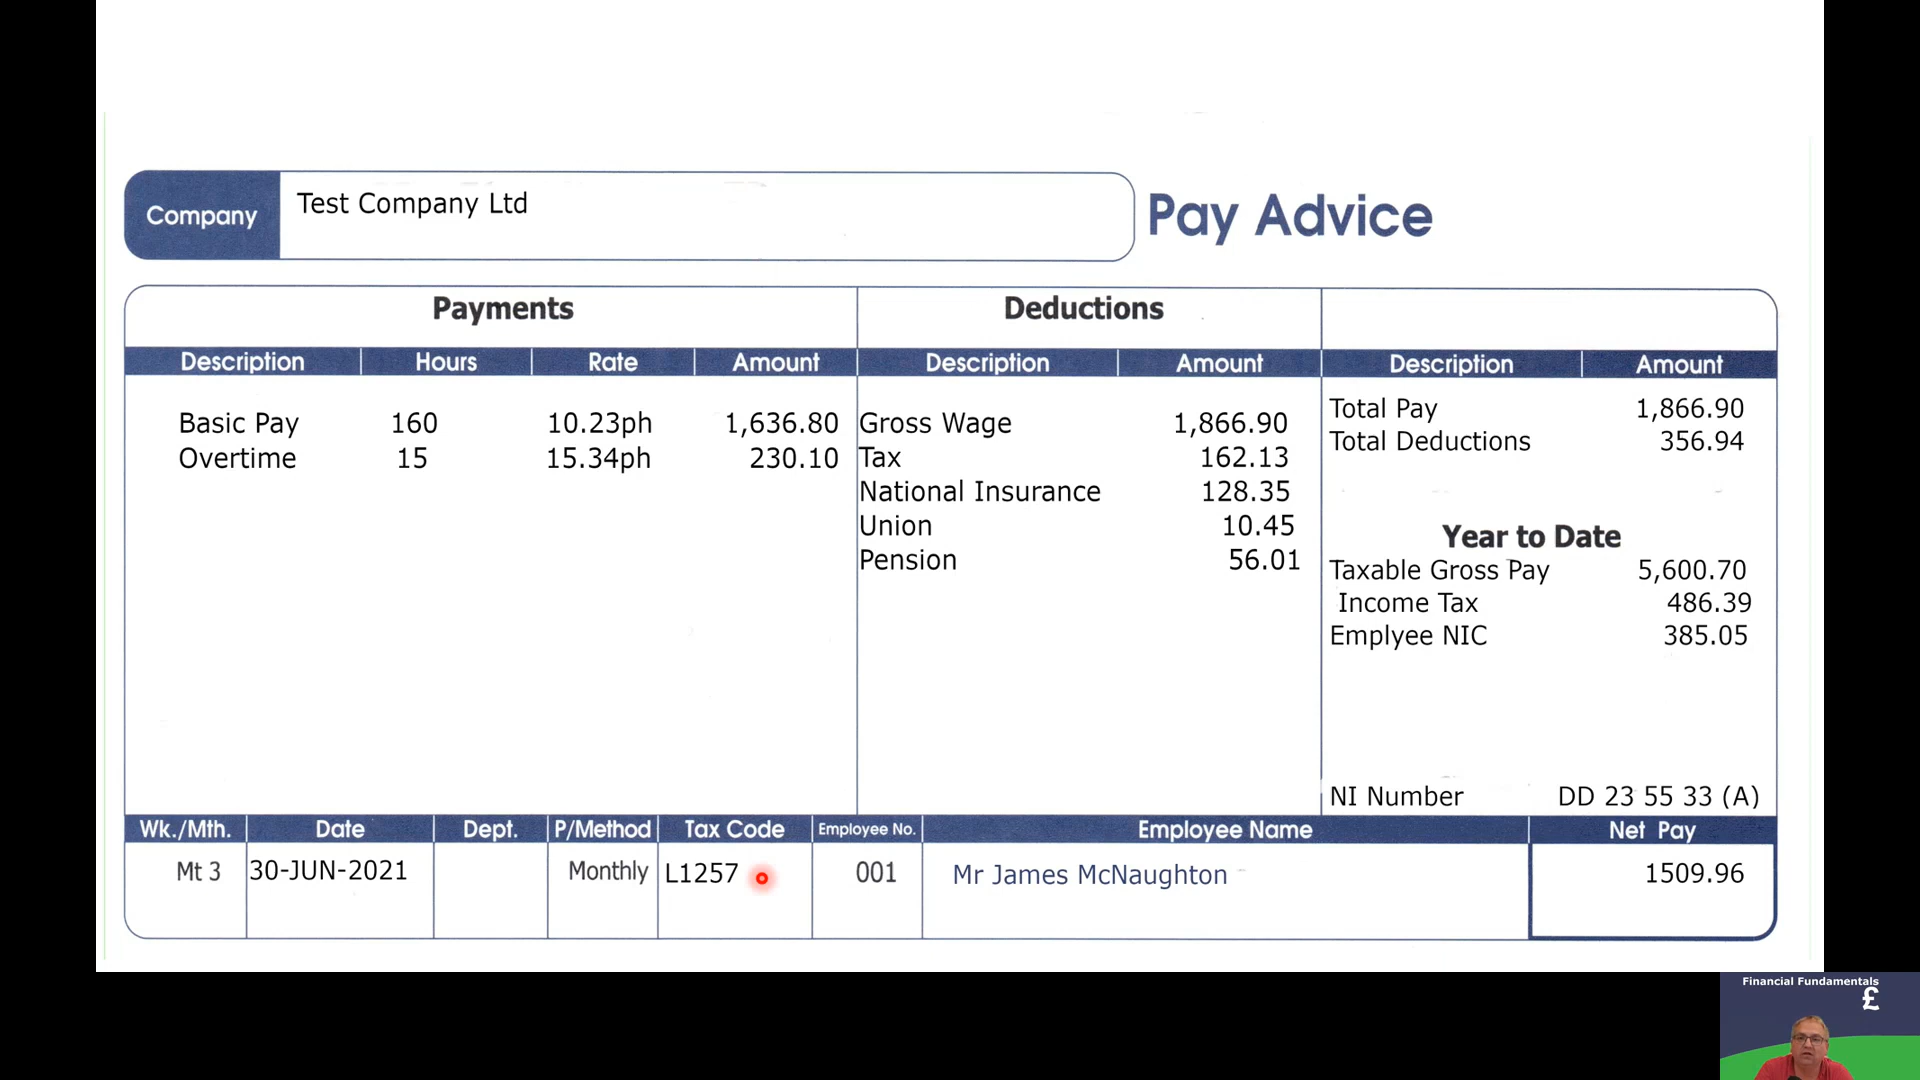 Company
Test Company Ltd
Pay Advice
Payments
Deductions
Description Hours Rate Amount Description Amount Description Amount
Basic Pay 160 10.23ph 1,636.80
Overtime 15 15.34ph 230.10
Gross Wage 1,866.90
Tax 162.13
National Insurance 128.35
Union 10.45
Pension 56.01
Total Pay 1,866.90
Total Deductions 356.94
Year to Date
Taxable Gross Pay 5,600.70
Income Tax 486.39
Emplyee NIC 385.05
NI Number DD 23 55 33 (A)
Wk./Mth. Date Dept. P/Method Tax Code Employee No. Employee Name Net Pay
Mt 3 30-JUN-2021 Monthly L1257 001 Mr James McNaughton 1509.96
Financial Fundamentals
£